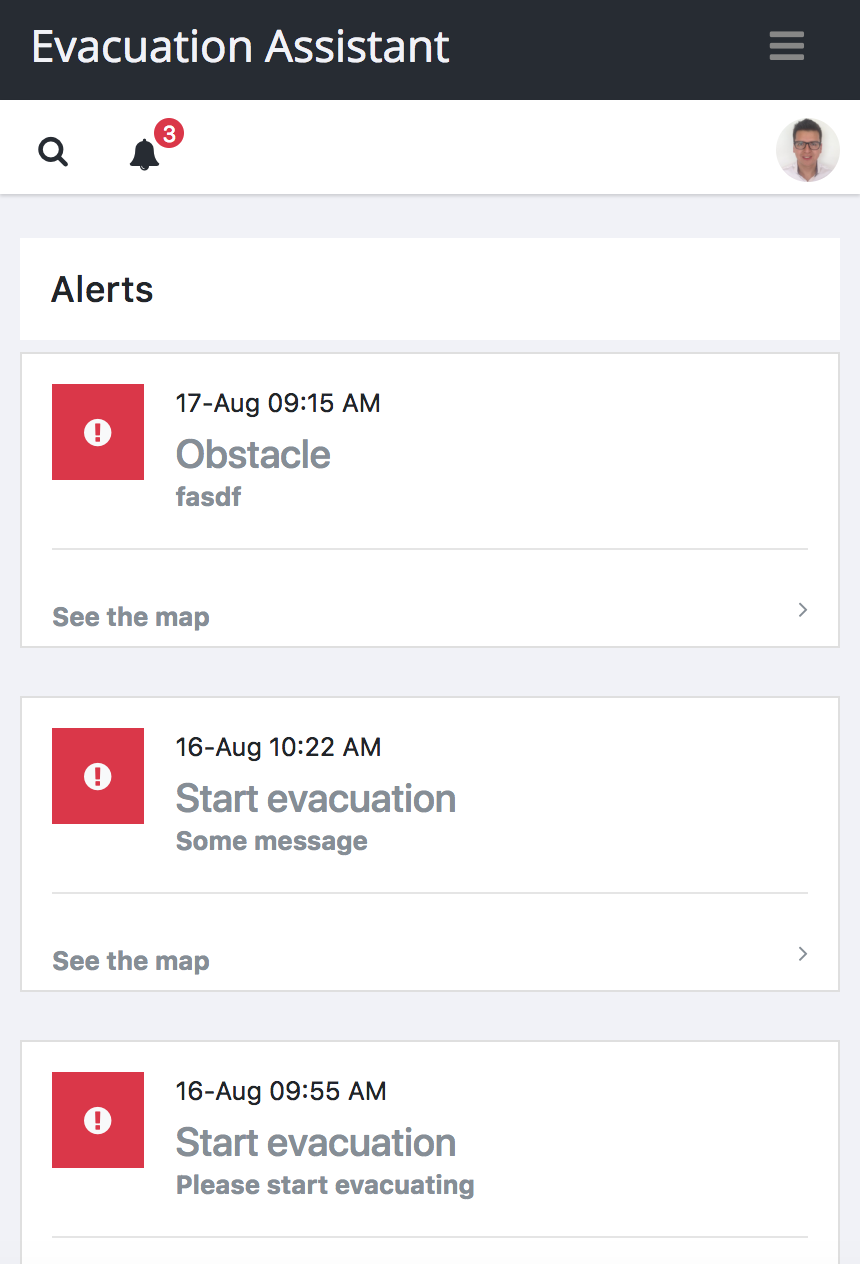 Evacuation Assistant
3
Alerts
17-Aug 09:15 AM
Obstacle
fasdf
See the map
16-Aug 10:22 AM
Start evacuation
Some message
See the map
16-Aug 09:55 AM
Start evacuation
Please start evacuating